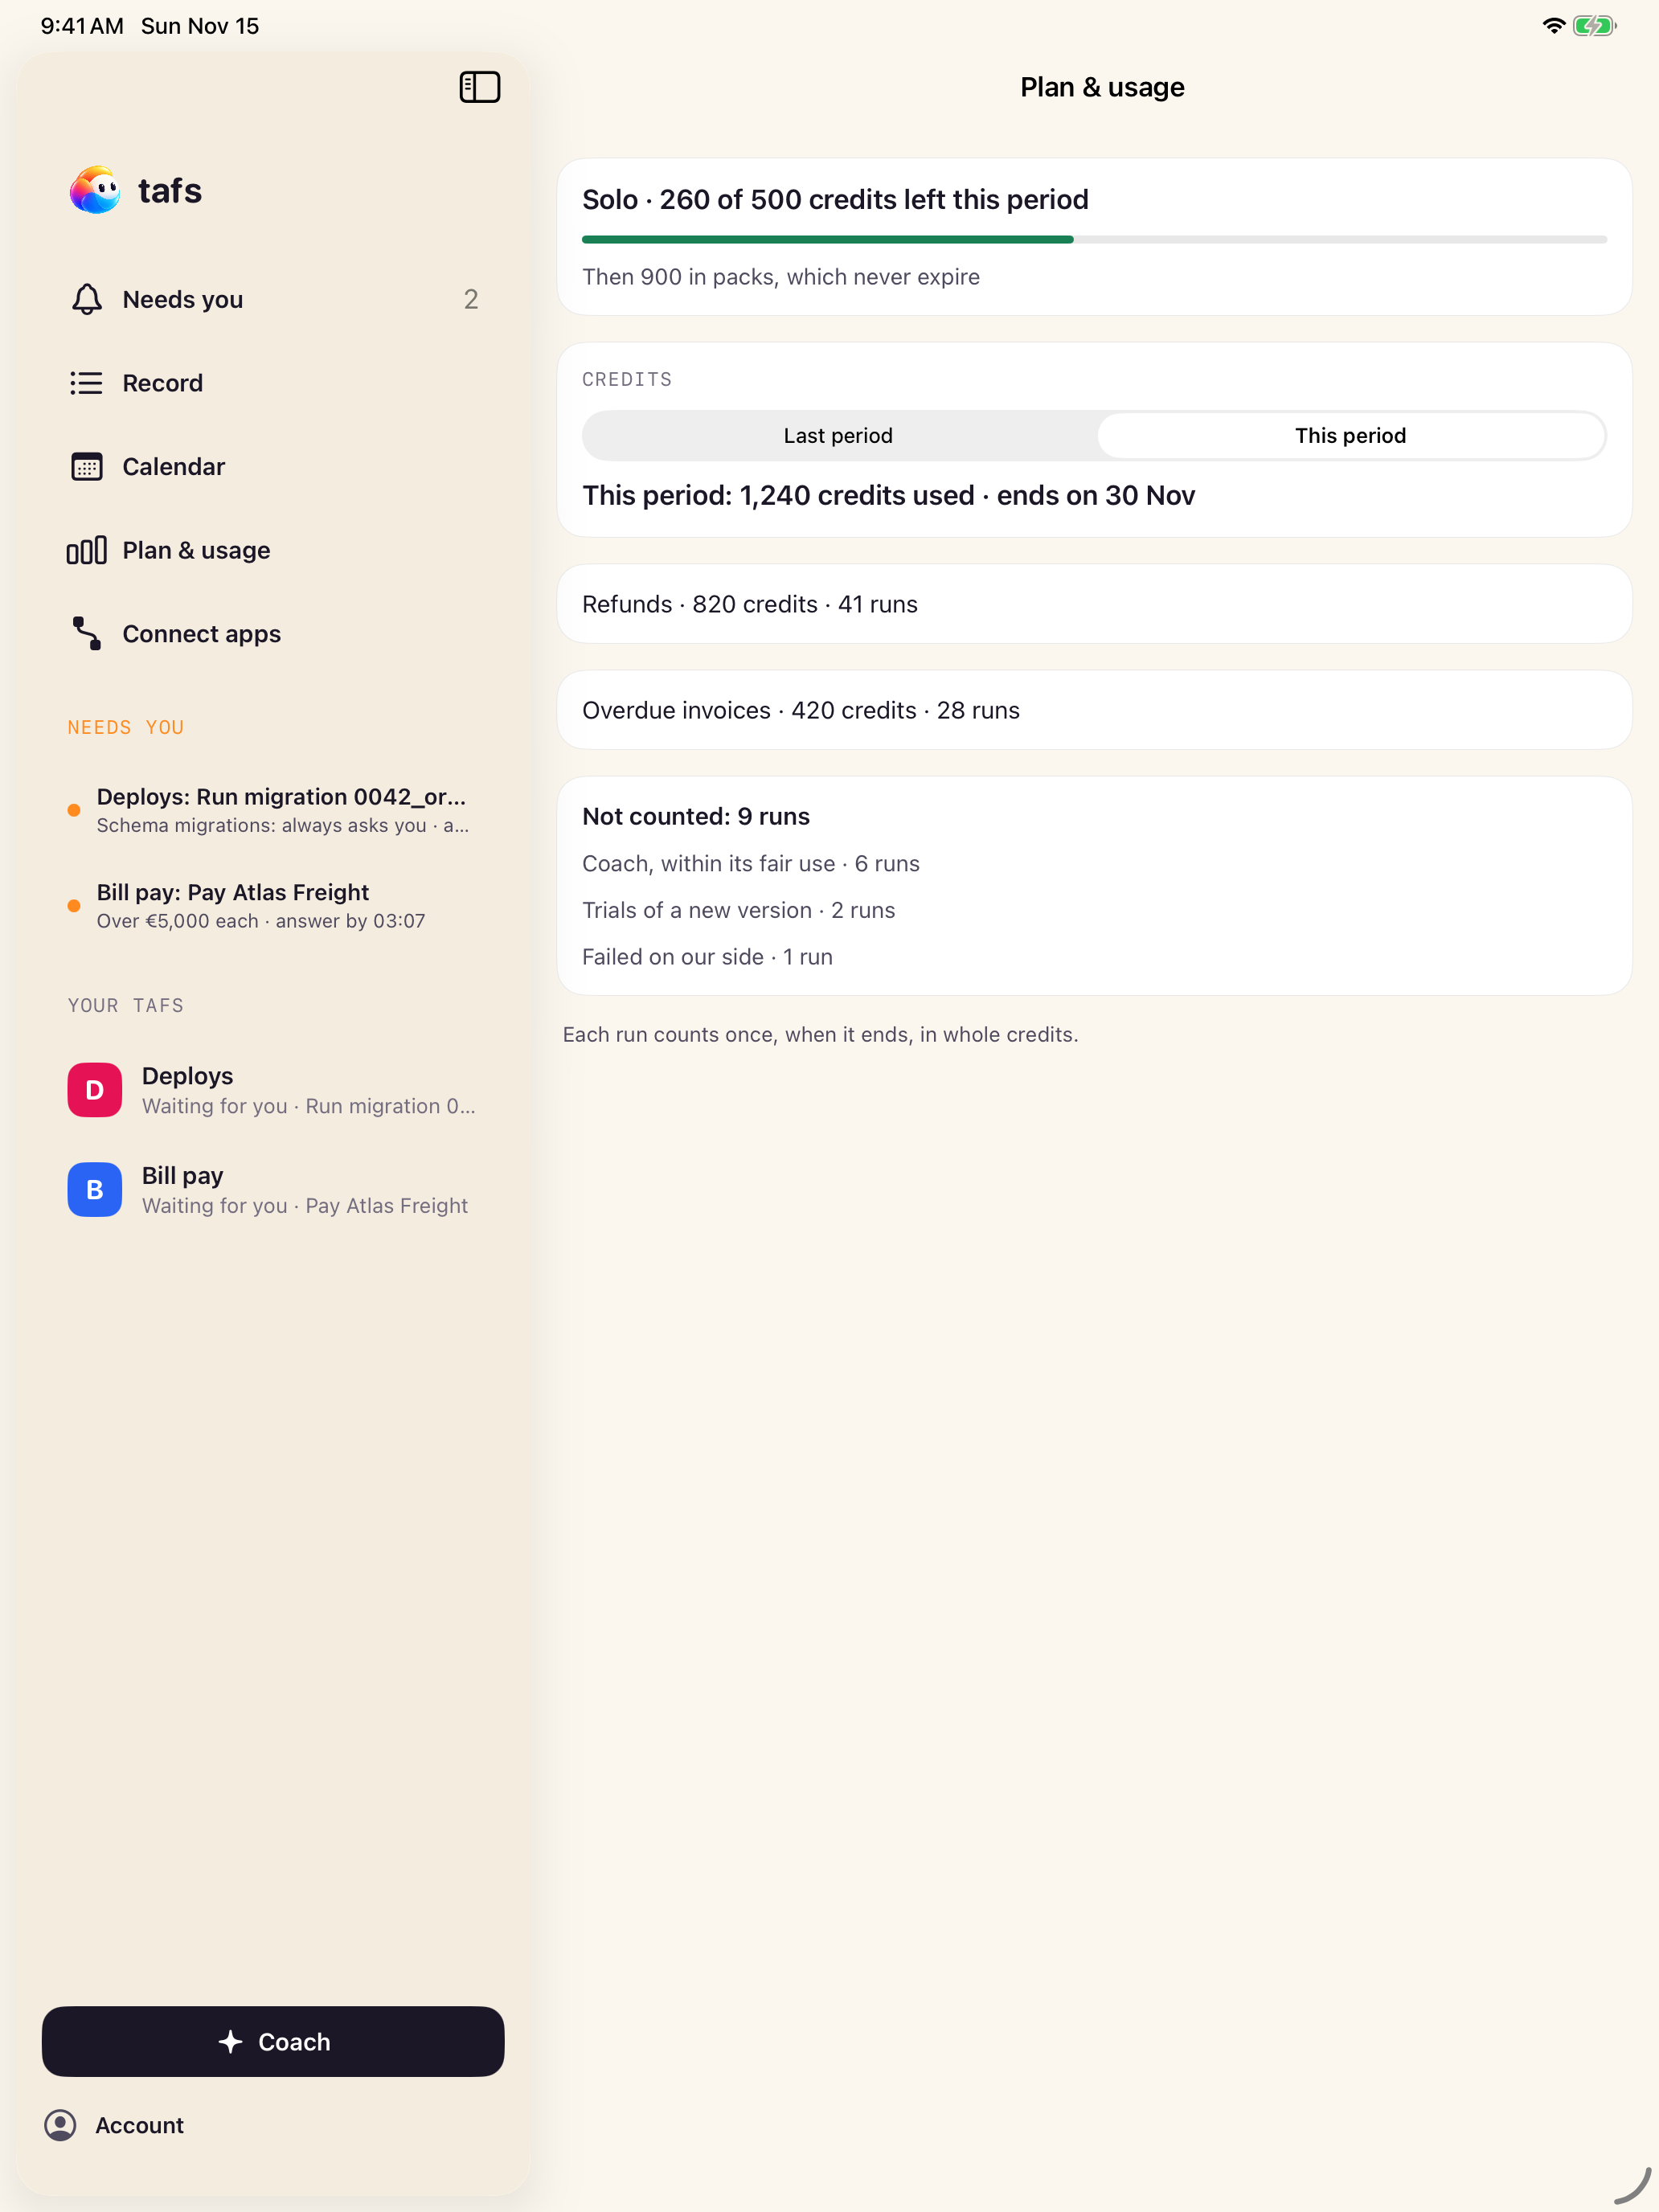 9:41 AM Sun Nov 15
tafs
Needs you 2
Record
Calendar
Plan & usage
Connect apps
NEEDS YOU
Deploys: Run migration 0042_or...
Schema migrations: always asks you · a...
Bill pay: Pay Atlas Freight
Over €5,000 each · answer by 03:07
YOUR TAFS
D
Deploys
Waiting for you · Run migration 0...
B
Bill pay
Waiting for you · Pay Atlas Freight
Coach
Account
Plan & usage
Solo · 260 of 500 credits left this period
Then 900 in packs, which never expire
CREDITS
Last period This period
This period: 1,240 credits used · ends on 30 Nov
Refunds · 820 credits · 41 runs
Overdue invoices · 420 credits · 28 runs
Not counted: 9 runs
Coach, within its fair use · 6 runs
Trials of a new version · 2 runs
Failed on our side · 1 run
Each run counts once, when it ends, in whole credits.